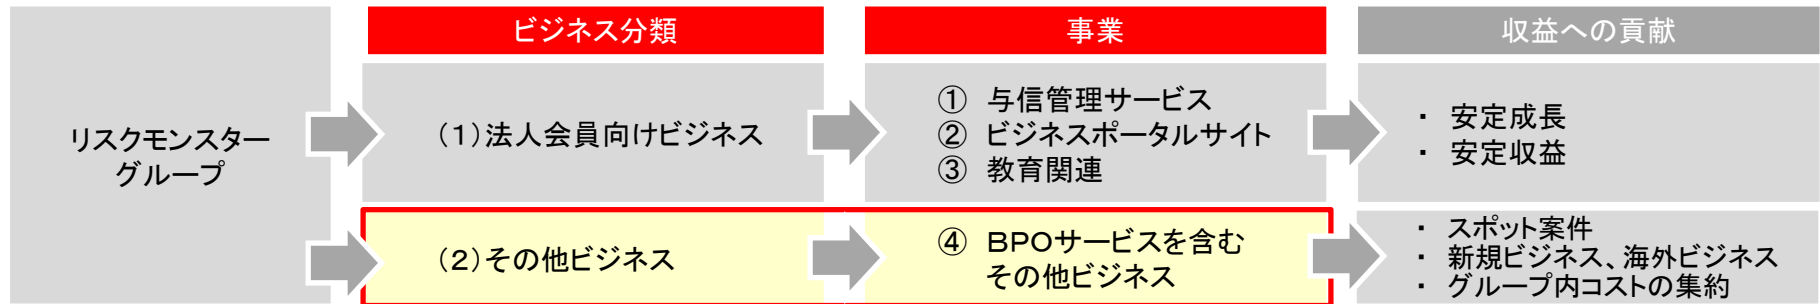 ビジネス分類
事業
収益への貢献
リスクモンスター
グループ
(1)法人会員向けビジネス
① 与信管理サービス
② ビジネスポータルサイト
③ 教育関連
・ 安定成長
・ 安定収益
(2)その他ビジネス
④ BPOサービスを含む
その他ビジネス
・ スポット案件
・ 新規ビジネス、海外ビジネス
・ グループ内コストの集約